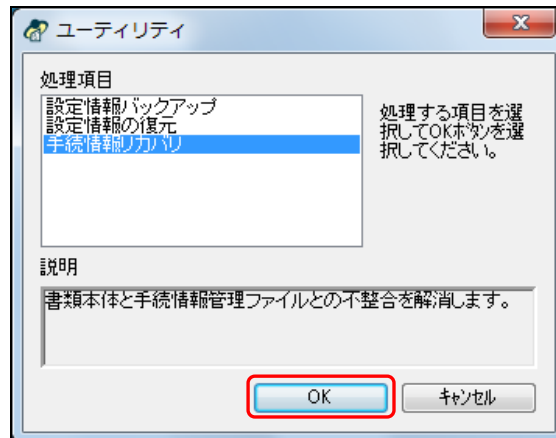 ユーティリティ
処理項目
設定情報バックアップ
設定情報の復元
手続情報リカバリ
処理する項目を選
択してOKボタンを選
択してください。
説明
書類本体と手続情報管理ファイルとの不整合を解消します。
OK
キャンセル